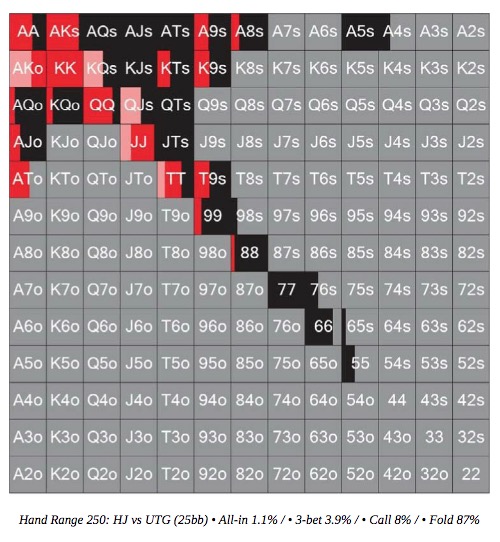 AA AKs AQs AJs ATs A9s A8s A7s A6s A5s A4s A3s A2s
AKo KK KQs KJs KTs K9s K8s K7s K6s K5s K4s K3s K2s
AQo KQo QQ QJs QTs Q9s Q8s Q7s Q6s Q5s Q4s Q3s Q2s
AJo KJo QJo JJ JTs J9s J8s J7s J6s J5s J4s J3s J2s
ATo KTo QTo JTo TT T9s T8s T7s T6s T5s T4s T3s T2s
A9o K9o Q9o J9o T9o 99 98s 97s 96s 95s 94s 93s 92s
A8o K8o Q8o J8o T8o 98o 88 87s 86s 85s 84s 83s 82s
A7o K7o Q7o J7o T7o 97o 87o 77 76s 75s 74s 73s 72s
A6o K6o Q6o J6o T6o 96o 86o 76o 66 65s 64s 63s 62s
A5o K5o Q5o J5o T5o 95o 85o 75o 65o 55 54s 53s 52s
A4o K4o Q4o J4o T4o 94o 84o 74o 64o 54o 44 43s 42s
A3o K3o Q3o J3o T3o 93o 83o 73o 63o 53o 43o 33 32s
A2o K2o Q2o J2o T2o 92o 82o 72o 62o 52o 42o 32o 22
Hand Range 250: HJ vs UTG (25bb) • All-in 1.1% / • 3-bet 3.9% / • Call 8% / • Fold 87%